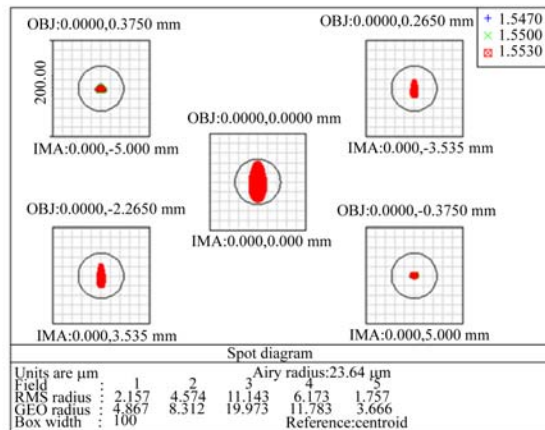 OBJ:0.0000,0.3750 mm
OBJ:0.0000,0.2650 mm
+ 1.5470
× 1.5500
1.5530
200.00
OBJ:0.0000,0.0000 mm
IMA:0.000,-5.000 mm
IMA:0.000,-3.535 mm
OBJ:0.0000,-2.2650 mm
OBJ:0.0000,-0.3750 mm
IMA:0.000,0.000 mm
IMA:0.000,3.535 mm
IMA:0.000,5.000 mm
Spot diagram
Units are μm Airy radius:23.64 μm
Field : 1 2 3 4 5
RMS radius : 2.157 4.574 11.143 6.173 1.757
GEO radius : 4.867 8.312 19.973 11.783 3.666
Box width : 100 Reference:centroid